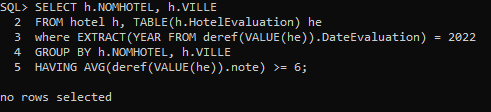 SQL> SELECT h.NOMHOTEL, h.VILLE
  2  FROM hotel h, TABLE(h.HotelEvaluation) he
  3  where EXTRACT(YEAR FROM deref(VALUE(he)).DateEvaluation) = 2022
  4  GROUP BY h.NOMHOTEL, h.VILLE
  5  HAVING AVG(deref(VALUE(he)).note) >= 6;
no rows selected